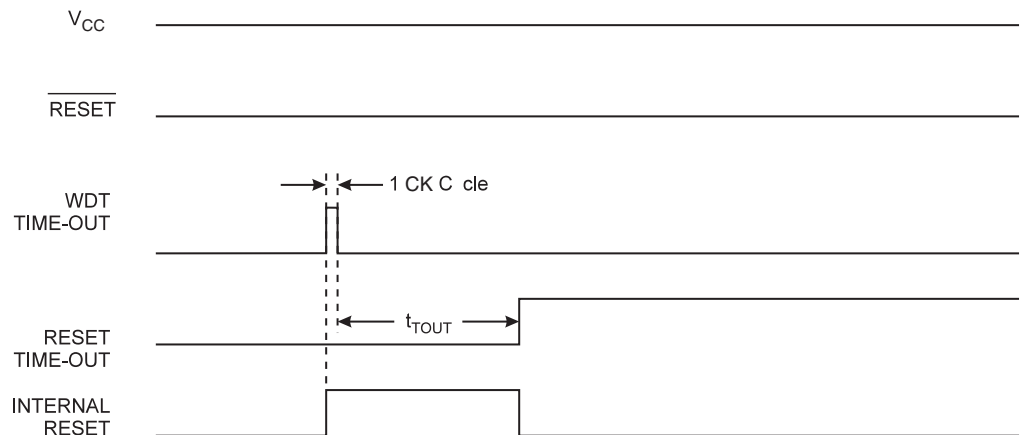 VCC
RESET
1 CK C cle
WDT
TIME-OUT
tTOUT
RESET
TIME-OUT
INTERNAL
RESET